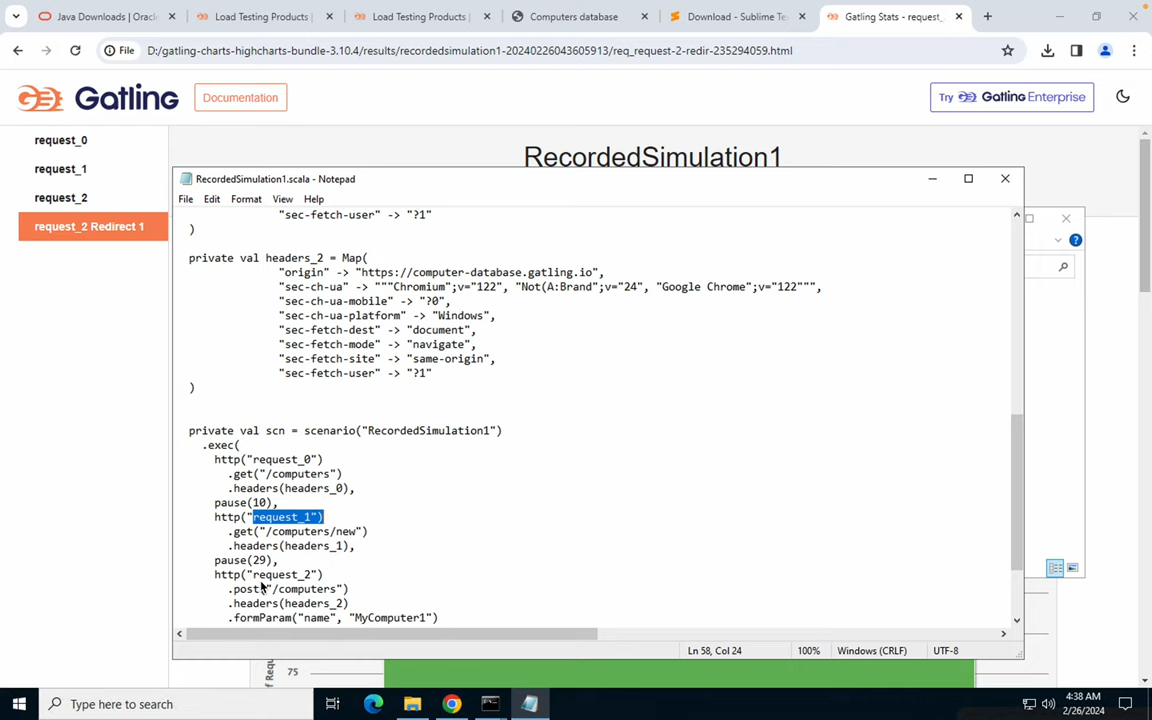 Java Downloads | Oracl
Load Testing Products |
Load Testing Products |
Computers database
Download - Sublime Te
Gatling Stats - request_
File
D:/gatling-charts-highcharts-bundle-3.10.4/results/recordedsimulation1-20240226043605913/req_request-2-redir-235294059.html
Gatling
Documentation
Try Gatling Enterprise
request_0
request_1
request_2
request_2 Redirect 1
RecordedSimulation1
RecordedSimulation1.scala - Notepad
File Edit Format View Help
"sec-fetch-user" -> "?1"
)
private val headers_2 = Map(
"origin" -> "https://computer-database.gatling.io",
"sec-ch-ua" -> """Chromium";v="122", "Not(A:Brand";v="24", "Google Chrome";v="122""",
"sec-ch-ua-mobile" -> "?0",
"sec-ch-ua-platform" -> "Windows",
"sec-fetch-dest" -> "document",
"sec-fetch-mode" -> "navigate",
"sec-fetch-site" -> "same-origin",
"sec-fetch-user" -> "?1"
)
private val scn = scenario("RecordedSimulation1")
.exec(
http("request_0")
.get("/computers")
.headers(headers_0),
pause(10),
http("request_1")
.get("/computers/new")
.headers(headers_1),
pause(29),
http("request_2")
.post("/computers")
.headers(headers_2)
.formParam("name", "MyComputer1")
Ln 58, Col 24
100%
Windows (CRLF)
UTF-8
75
Type here to search
4:38 AM
2/26/2024